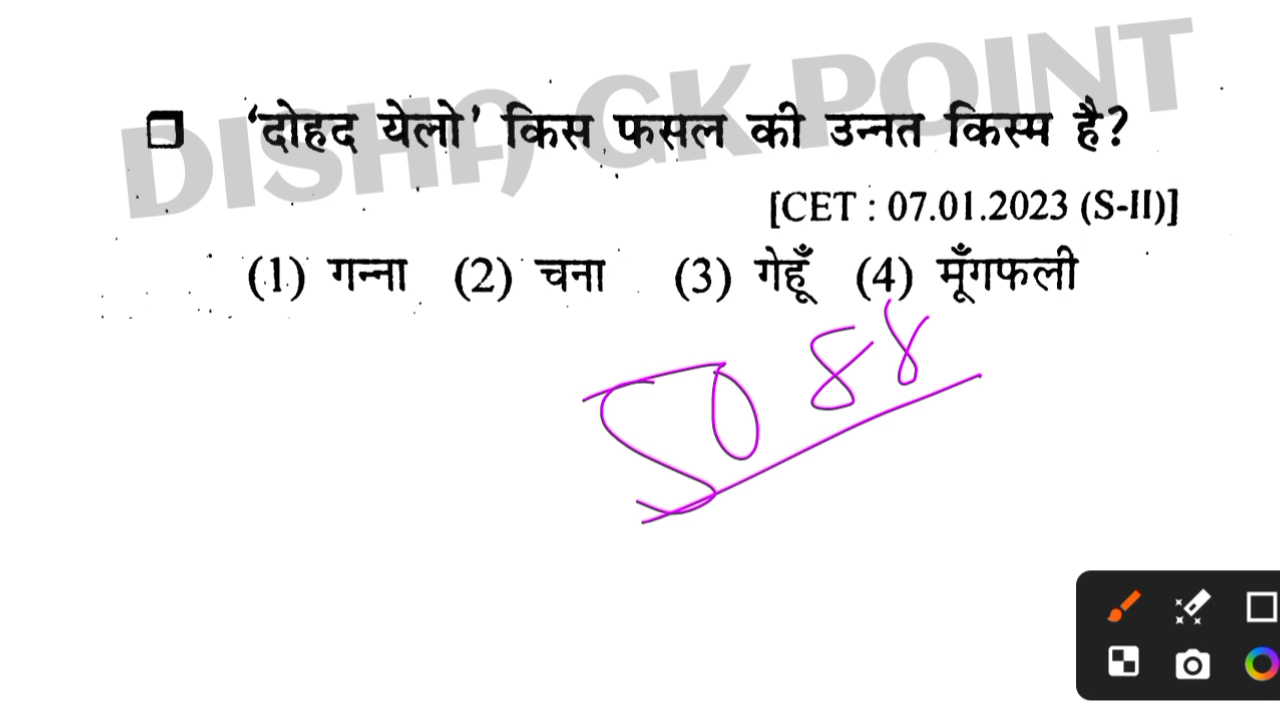 DISHA GK POINT
□ ‘दोहद येलो’ किस फसल की उन्नत किस्म है?
[CET : 07.01.2023 (S-II)]
(1) गन्ना (2) चना (3) गेहूँ (4) मूँगफली